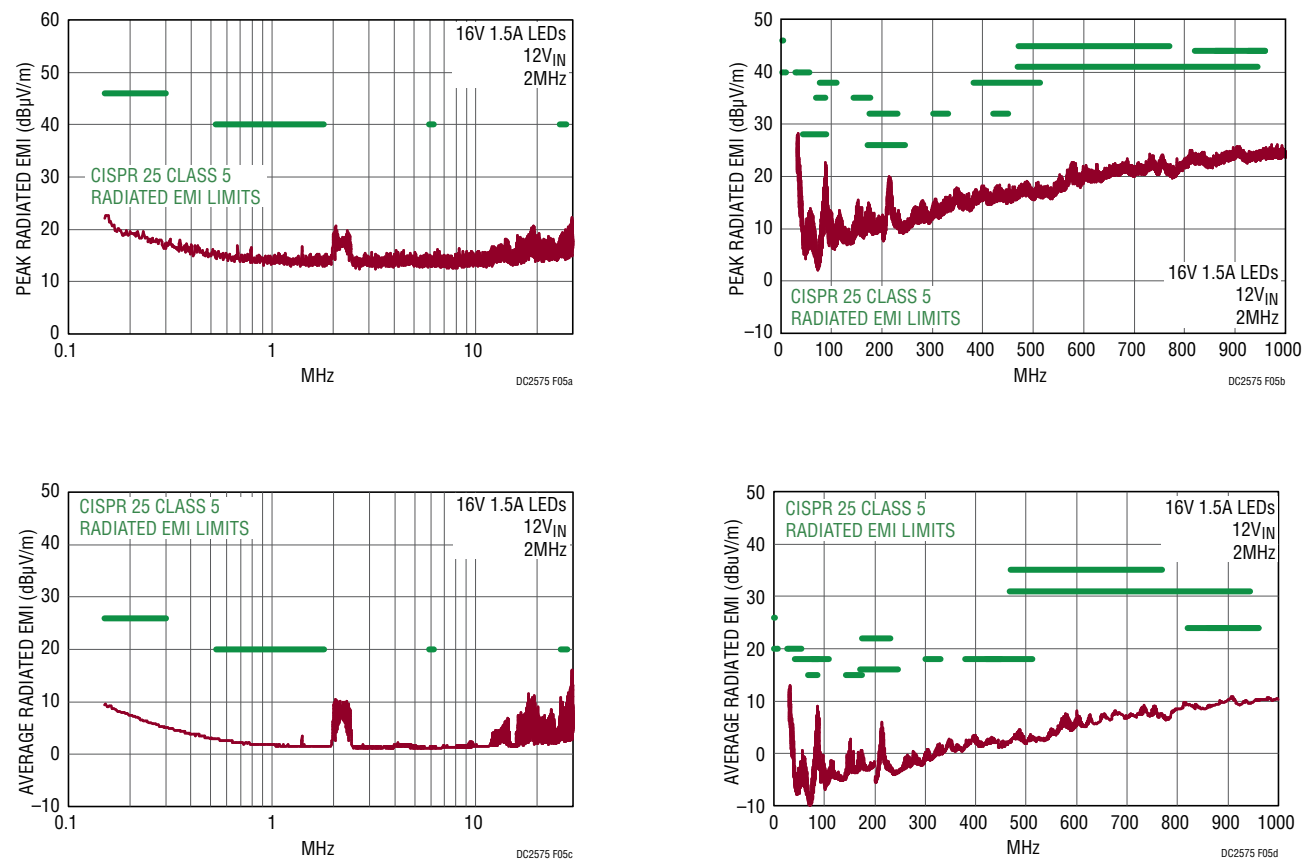 PEAK RADIATED EMI (dBµV/m)
60
50
40
30
20
10
0
16V 1.5A LEDs
12VIN
2MHz
CISPR 25 CLASS 5
RADIATED EMI LIMITS
0.1
1
10
MHz
DC2575 F05a
PEAK RADIATED EMI (dBµV/m)
50
40
30
20
10
0
–10
16V 1.5A LEDs
12VIN
2MHz
CISPR 25 CLASS 5
RADIATED EMI LIMITS
0 100 200 300 400 500 600 700 800 900 1000
MHz
DC2575 F05b
AVERAGE RADIATED EMI (dBµV/m)
50
40
30
20
10
0
–10
CISPR 25 CLASS 5
RADIATED EMI LIMITS
16V 1.5A LEDs
12VIN
2MHz
0.1
1
10
MHz
DC2575 F05c
AVERAGE RADIATED EMI (dBuV/m)
50
40
30
20
10
0
–10
CISPR 25 CLASS 5
RADIATED EMI LIMITS
16V 1.5A LEDs
12VIN
2MHz
0 100 200 300 400 500 600 700 800 900 1000
MHz
DC2575 F05d